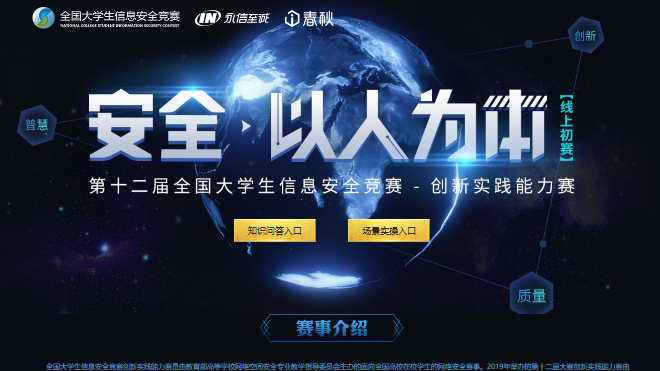 全国大学生信息安全竞赛
NATIONAL COLLEGE STUDENT INFORMATION SECURITY CONTEST
永信至诚
春秋
创新
普慧
安全·以人为本
【线上初赛】
第十二届全国大学生信息安全竞赛 - 创新实践能力赛
知识问答入口
场景实操入口
质量
赛事介绍
全国大学生信息安全竞赛创新实践能力赛是由教育部高等学校网络空间安全专业教学指导委员会主办的面向全国高校在校学生的网络安全赛事。2019年举办的第十二届大赛创新实践能力赛由